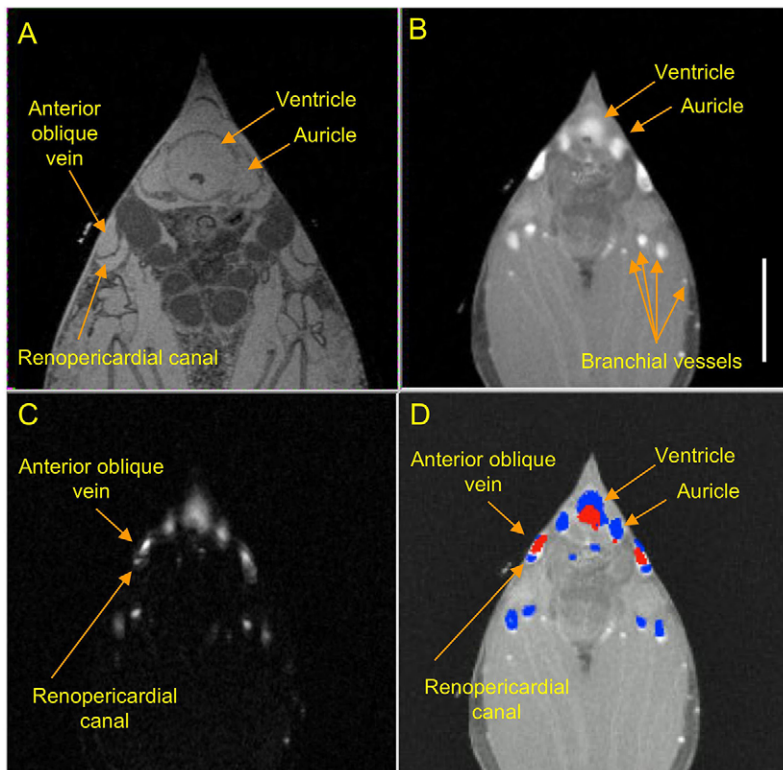 A
Ventricle
Auricle
Anterior
oblique
vein
Renopericardial canal
B
Ventricle
Auricle
Branchial vessels
C
Anterior oblique
vein
Renopericardial
canal
D
Ventricle
Anterior oblique
vein
Auricle
Renopericardial
canal